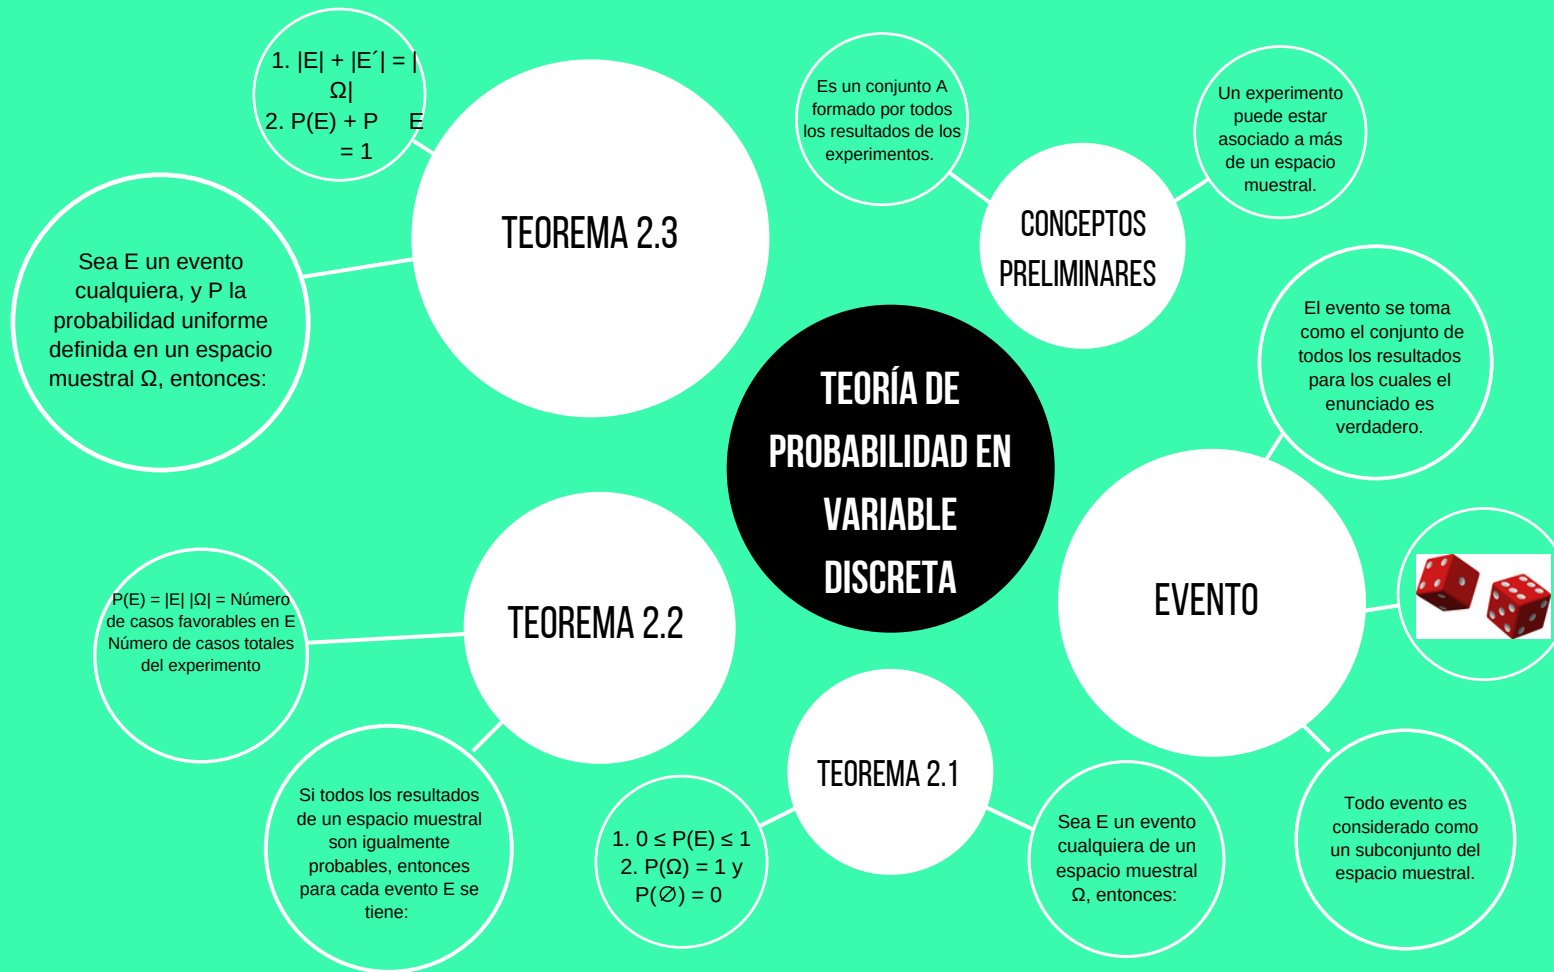 1. |E| + |E´| = |
Ω|
2. P(E) + P E
= 1
TEOREMA 2.3
Sea E un evento
cualquiera, y P la
probabilidad uniforme
definida en un espacio
muestral Ω, entonces:
Es un conjunto A
formado por todos
los resultados de los
experimentos.
Un experimento
puede estar
asociado a más
de un espacio
muestral.
CONCEPTOS
PRELIMINARES
TEORÍA DE
PROBABILIDAD EN
VARIABLE
DISCRETA
El evento se toma
como el conjunto de
todos los resultados
para los cuales el
enunciado es
verdadero.
EVENTO
Todo evento es
considerado como
un subconjunto del
espacio muestral.
TEOREMA 2.2
P(E) = |E| |Ω| = Número
de casos favorables en E
Número de casos totales
del experimento
Si todos los resultados
de un espacio muestral
son igualmente
probables, entonces
para cada evento E se
tiene:
TEOREMA 2.1
1. 0 ≤ P(E) ≤ 1
2. P(Ω) = 1 y
P(∅) = 0
Sea E un evento
cualquiera de un
espacio muestral
Ω, entonces: